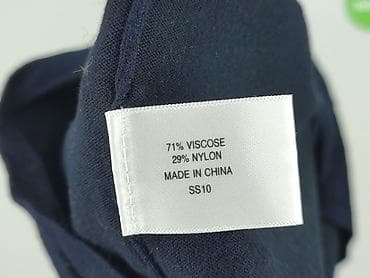 71% VISCOSE
29% NYLON
MADE IN CHINA
SS10